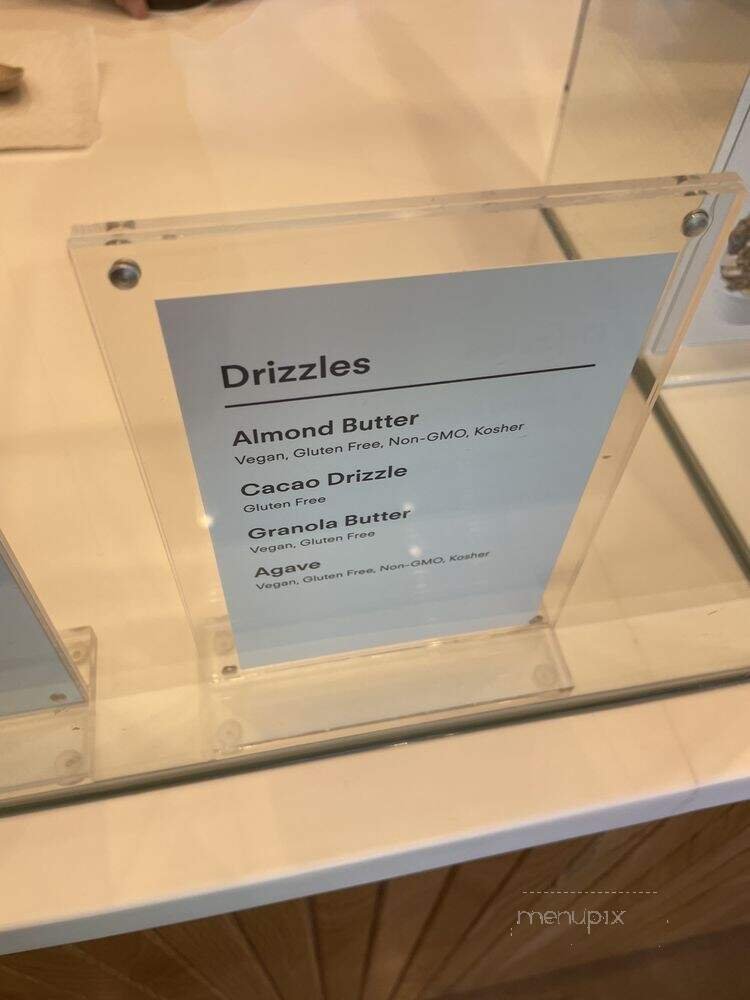 Drizzles
Almond Butter
Vegan, Gluten Free, Non-GMO, Kosher
Cacao Drizzle
Gluten Free
Granola Butter
Vegan, Gluten Free
Agave
Vegan, Gluten Free, Non-GMO, Kosher
menupix